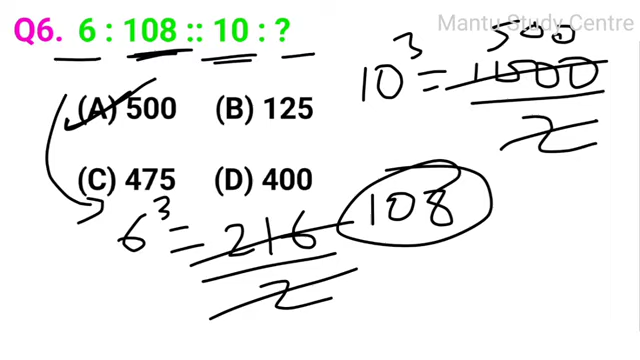 Mantu Study Centre
Q6. 6 : 108 :: 10 : ?
500
10³ = 1000
2
(A) 500 (B) 125
(C) 475 (D) 400
6³ = 216 108
2